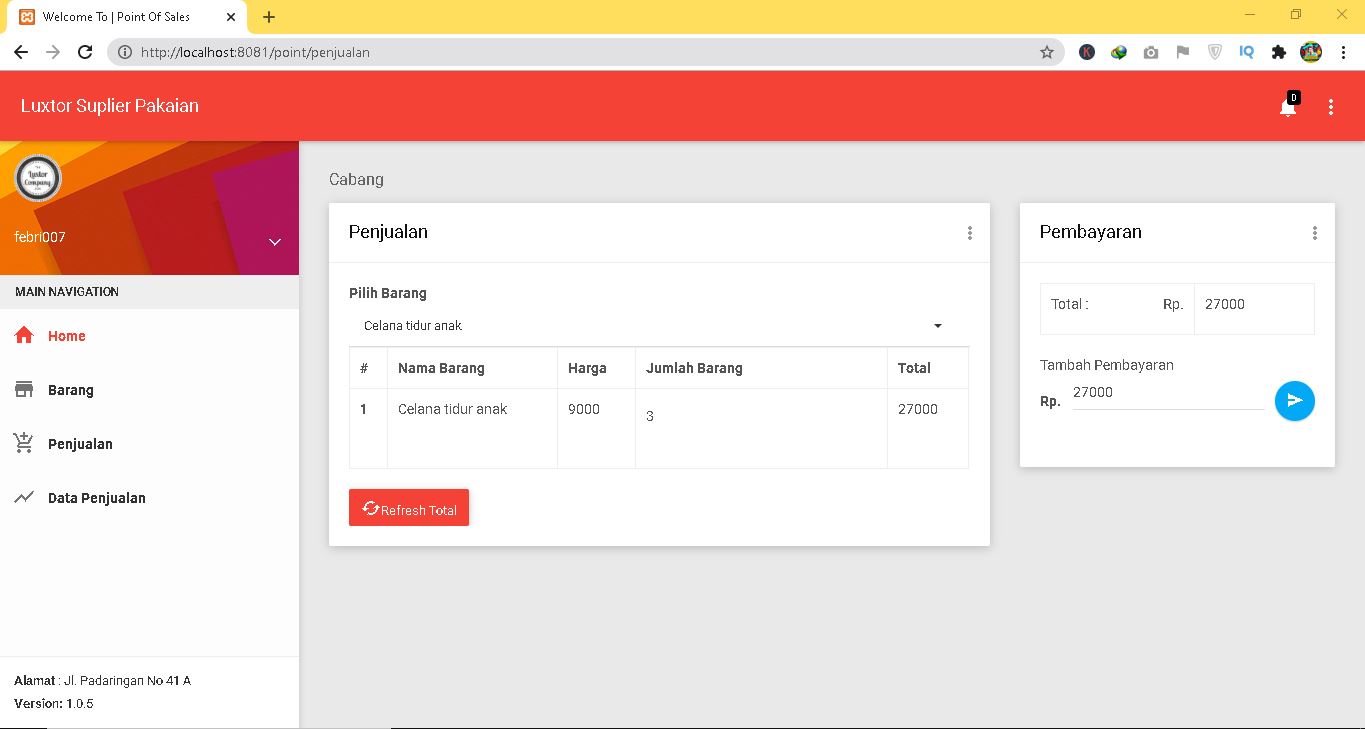 Welcome To | Point Of Sales
http://localhost:8081/point/penjualan
Luxtor Suplier Pakaian
0
Luxtor
Company
febri007
MAIN NAVIGATION
Home
Barang
Penjualan
Data Penjualan
Alamat : Jl. Padaringan No 41 A
Version: 1.0.5
Cabang
Penjualan
Pilih Barang
Celana tidur anak
# Nama Barang Harga Jumlah Barang Total
1 Celana tidur anak 9000 3 27000
Refresh Total
Pembayaran
Total : Rp. 27000
Tambah Pembayaran
Rp. 27000
K
IQ